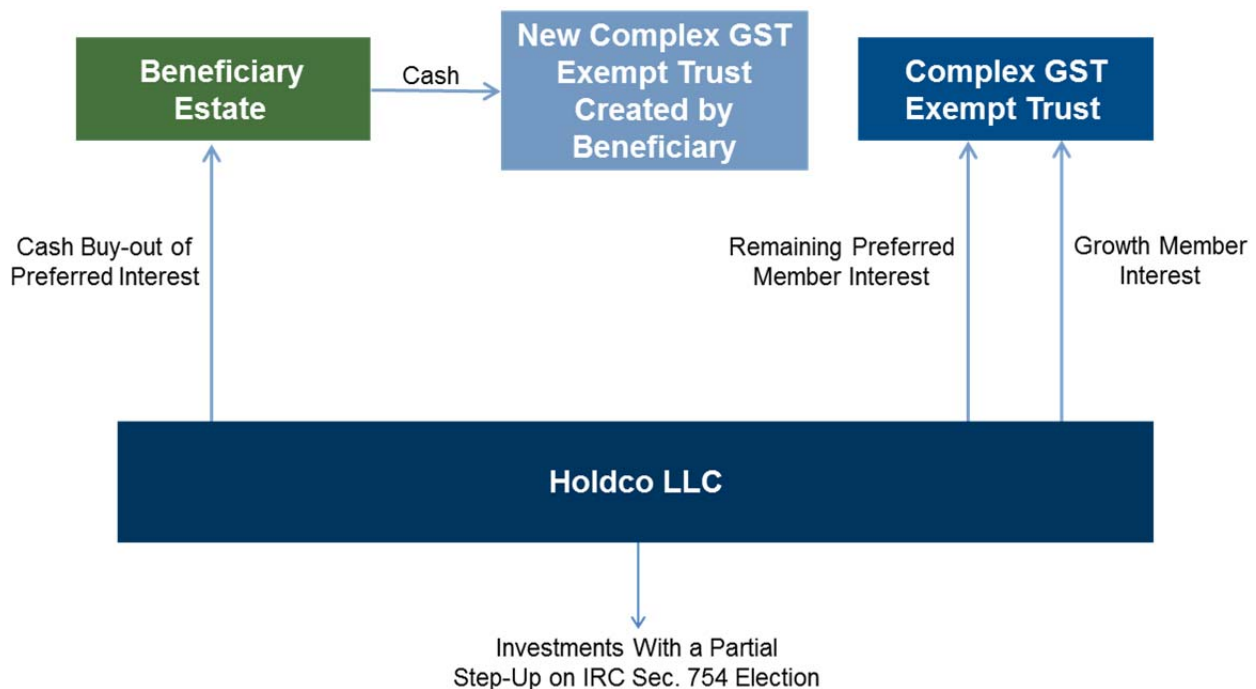 Beneficiary
Estate
Cash
New Complex GST
Exempt Trust
Created by
Beneficiary
Complex GST
Exempt Trust
Cash Buy-out of
Preferred Interest
Remaining Preferred
Member Interest
Growth Member
Interest
Holdco LLC
Investments With a Partial
Step-Up on IRC Sec. 754 Election